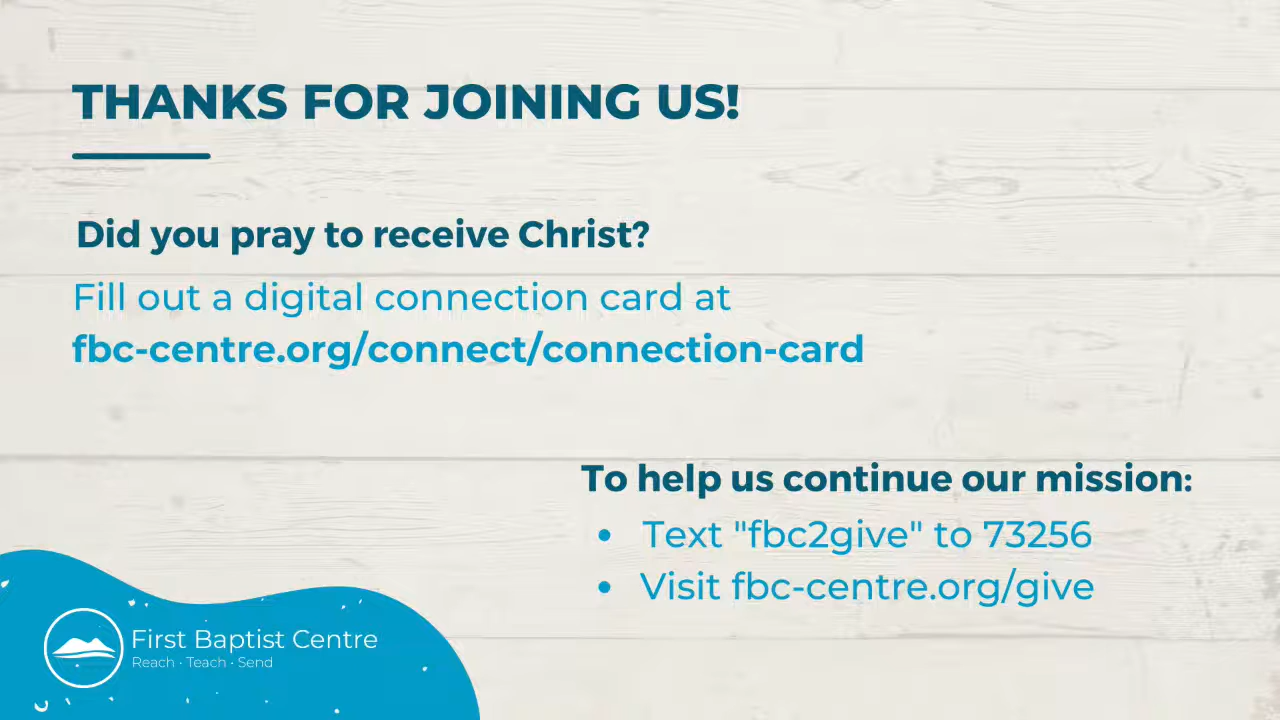 THANKS FOR JOINING US!
Did you pray to receive Christ?
Fill out a digital connection card at
fbc-centre.org/connect/connection-card
To help us continue our mission:
• Text "fbc2give" to 73256
• Visit fbc-centre.org/give
First Baptist Centre
Reach · Teach · Send